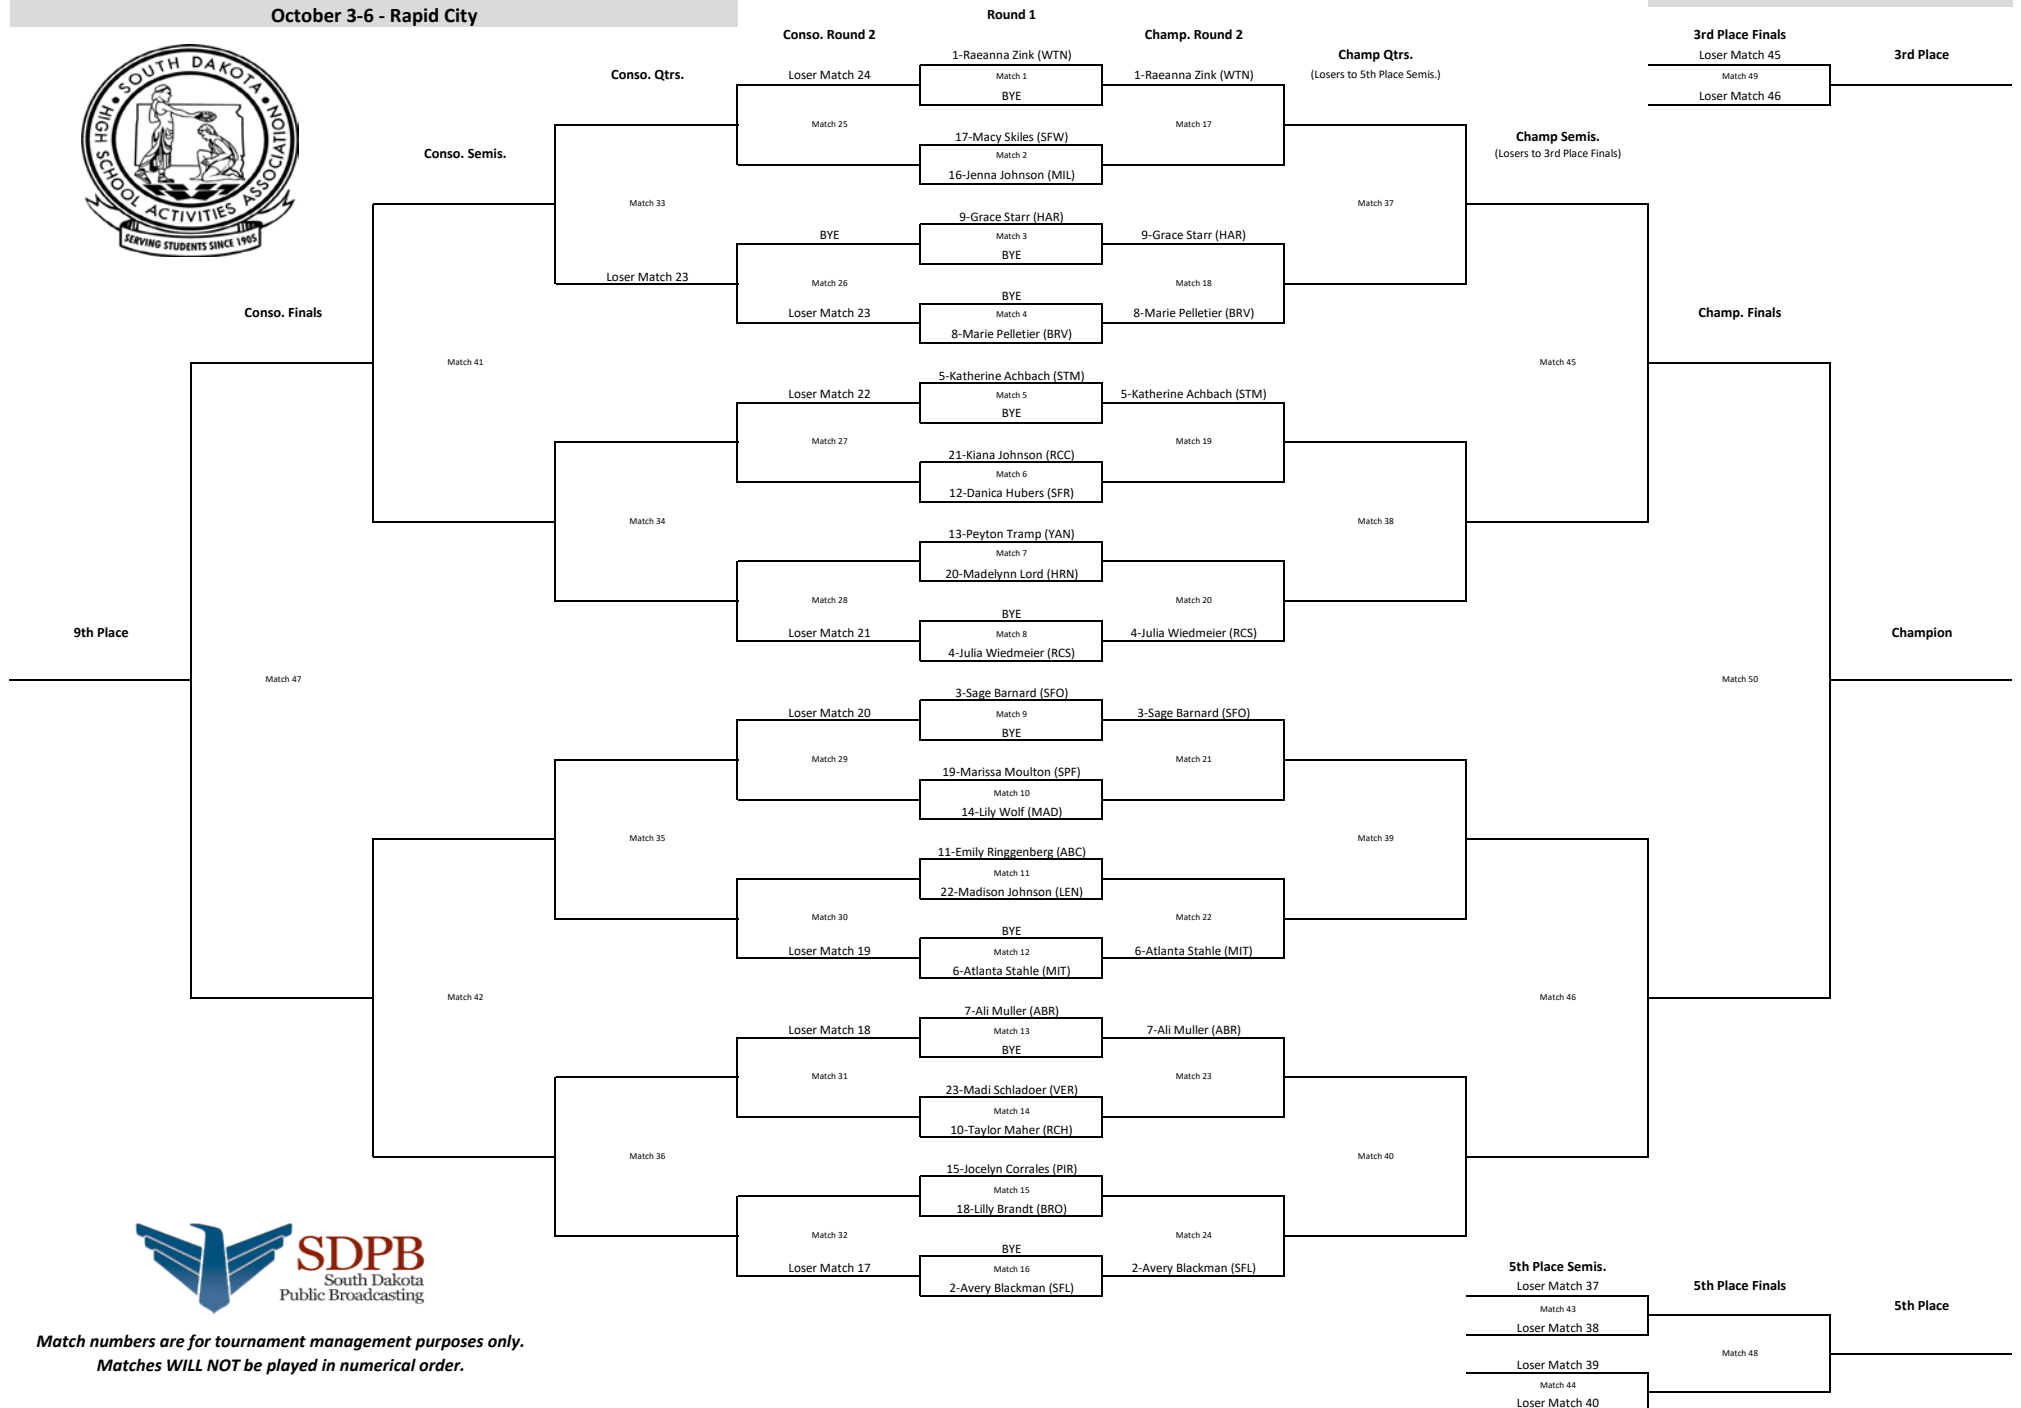 October 3-6 - Rapid City
SOUTH DAKOTA
HIGH SCHOOL ACTIVITIES ASSOCIATION
SERVING STUDENTS SINCE 1905
9th Place
Conso. Finals
Match 47
Conso. Semis.
Match 41
Match 42
Conso. Qtrs.
Match 33
Loser Match 23
Match 34
Match 35
Match 36
Conso. Round 2
Loser Match 24
Match 25
BYE
Match 26
Loser Match 23
Loser Match 22
Match 27
Match 28
Loser Match 21
Loser Match 20
Match 29
Match 30
Loser Match 19
Loser Match 18
Match 31
Match 32
Loser Match 17
Round 1
1-Raeanna Zink (WTN)
Match 1
BYE
17-Macy Skiles (SFW)
Match 2
16-Jenna Johnson (MIL)
9-Grace Starr (HAR)
Match 3
BYE
BYE
Match 4
8-Marie Pelletier (BRV)
5-Katherine Achbach (STM)
Match 5
BYE
21-Kiana Johnson (RCC)
Match 6
12-Danica Hubers (SFR)
13-Peyton Tramp (YAN)
Match 7
20-Madelynn Lord (HRN)
BYE
Match 8
4-Julia Wiedmeier (RCS)
3-Sage Barnard (SFO)
Match 9
BYE
19-Marissa Moulton (SPF)
Match 10
14-Lily Wolf (MAD)
11-Emily Ringgenberg (ABC)
Match 11
22-Madison Johnson (LEN)
BYE
Match 12
6-Atlanta Stahle (MIT)
7-Ali Muller (ABR)
Match 13
BYE
23-Madi Schladoer (VER)
Match 14
10-Taylor Maher (RCH)
15-Jocelyn Corrales (PIR)
Match 15
18-Lilly Brandt (BRO)
BYE
Match 16
2-Avery Blackman (SFL)
Champ. Round 2
1-Raeanna Zink (WTN)
Match 17
9-Grace Starr (HAR)
Match 18
8-Marie Pelletier (BRV)
5-Katherine Achbach (STM)
Match 19
Match 20
4-Julia Wiedmeier (RCS)
3-Sage Barnard (SFO)
Match 21
Match 22
6-Atlanta Stahle (MIT)
7-Ali Muller (ABR)
Match 23
Match 24
2-Avery Blackman (SFL)
Champ Qtrs.
(Losers to 5th Place Semis.)
Match 37
Match 38
Match 39
Match 40
Champ Semis.
(Losers to 3rd Place Finals)
Match 45
Match 46
Champ. Finals
Match 50
Champion
3rd Place Finals
Loser Match 45
Match 49
Loser Match 46
3rd Place
5th Place Semis.
Loser Match 37
Match 43
Loser Match 38
Loser Match 39
Match 44
Loser Match 40
5th Place Finals
Match 48
5th Place
SDPB
South Dakota
Public Broadcasting
Match numbers are for tournament management purposes only.
Matches WILL NOT be played in numerical order.